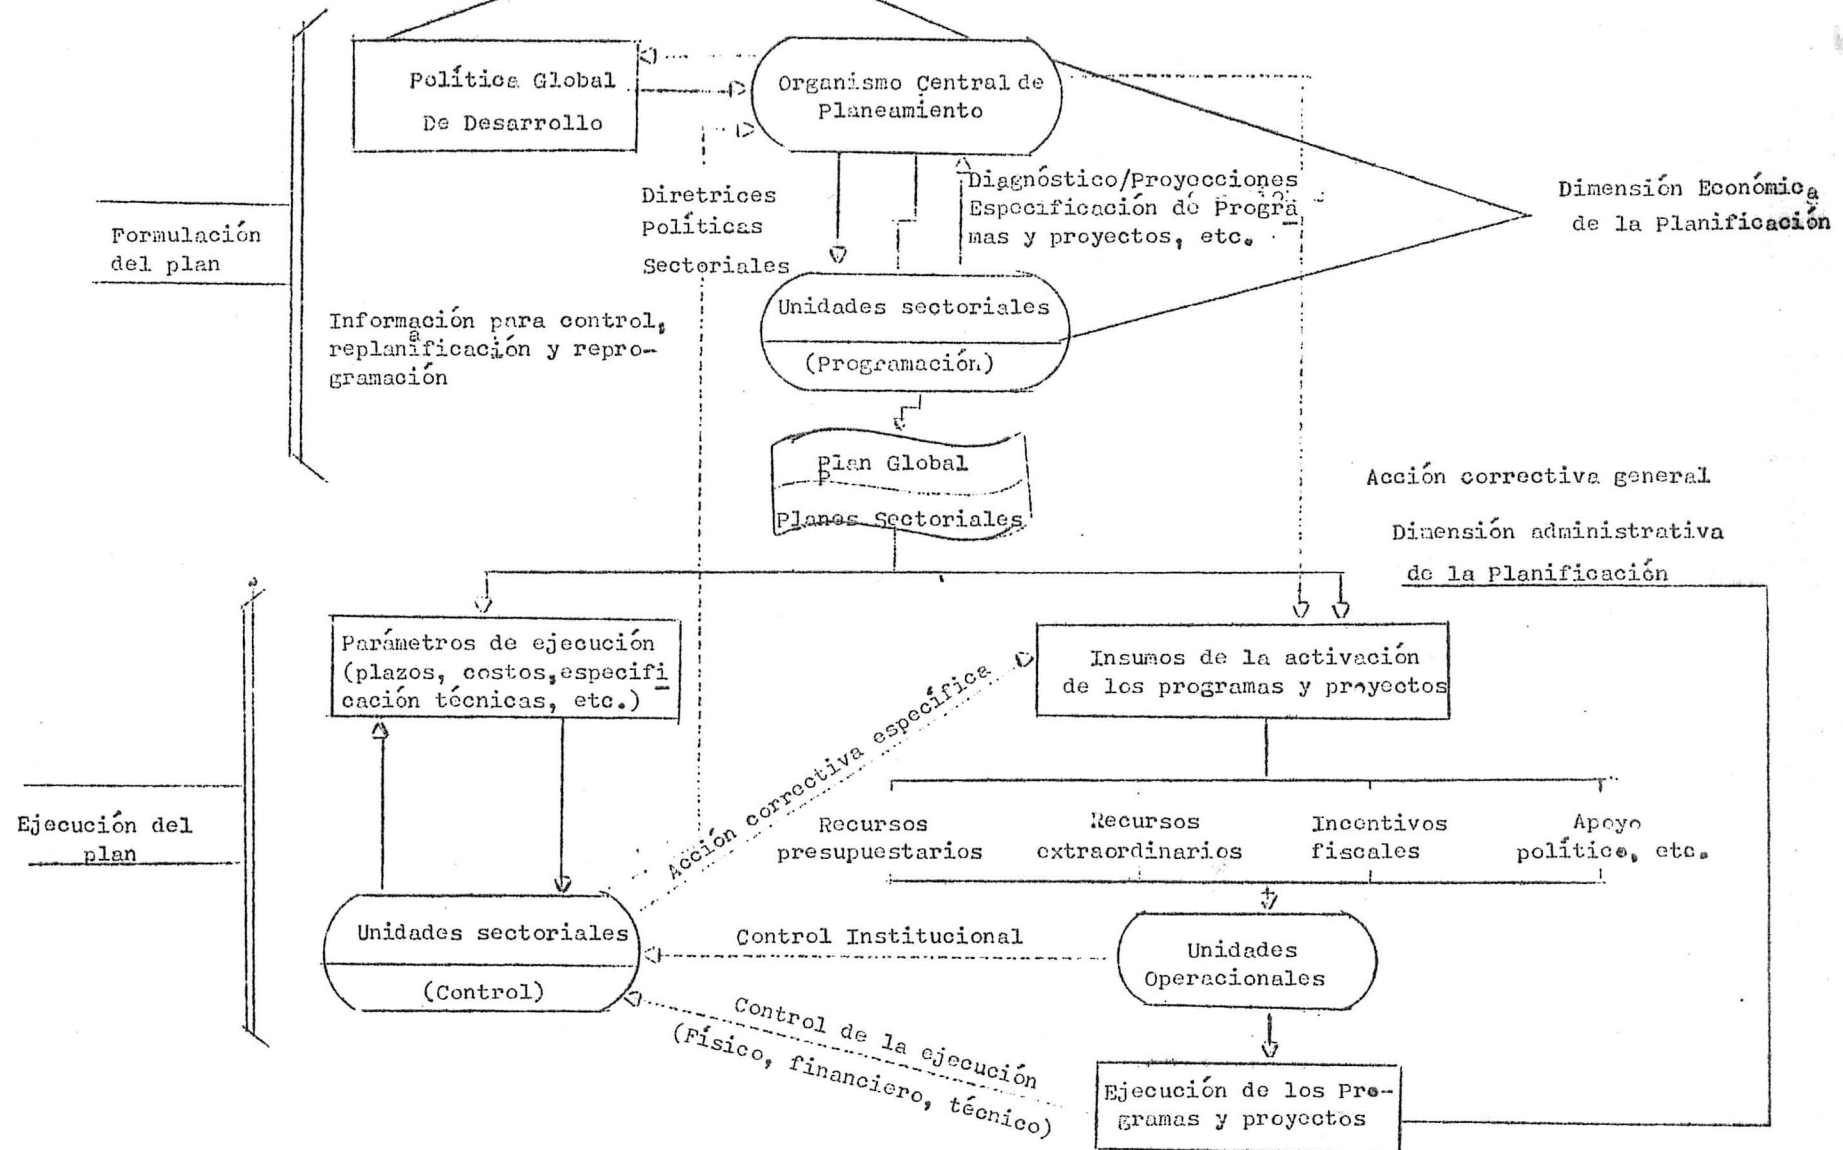 Política Global
De Desarrollo
Organismo Central de
Planeamiento
Diretrices
Políticas
Sectoriales
Diagnóstico/Proyecciones
Especificación de Progra
mas y proyectos, etc.
Dimensión Económica
de la Planificación
Formulación
del plan
Información para control,
replanificación y repro-
gramación
Unidades sectoriales
(Programación)
Plan Global
Planes Sectoriales
Acción correctiva general
Dimensión administrativa
de la Planificación
Parámetros de ejecución
(plazos, costos,especifi
cación técnicas, etc.)
Insumos de la activación
de los programas y proyectos
Acción correctiva específica
Ejecución del
plan
Recursos
presupuestarios
Recursos
extraordinarios
Incentivos
fiscales
Apoyo
político, etc.
Unidades sectoriales
(Control)
Control Institucional
Unidades
Operacionales
Control de la ejecución
(Físico, financiero, técnico)
Ejecución de los Pro-
gramas y proyectos